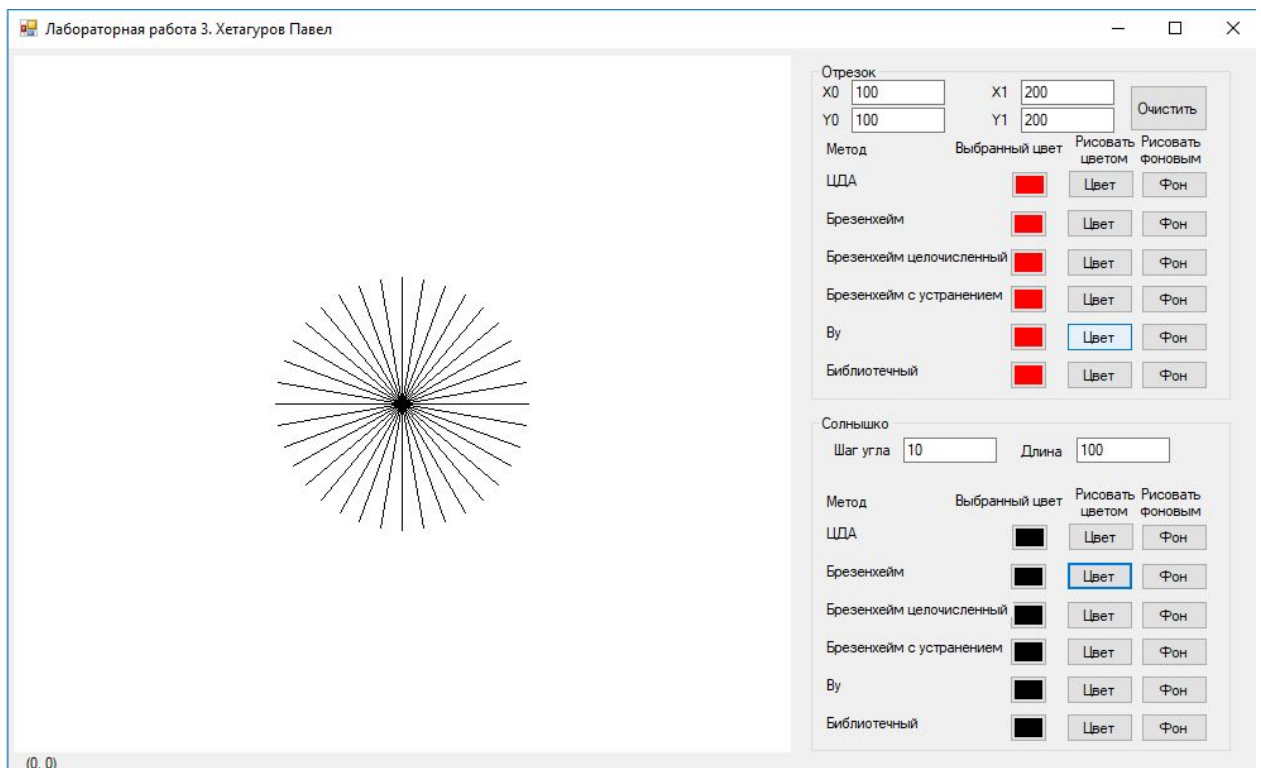 Лабораторная работа 3. Хетагуров Павел
Отрезок
X0 100 X1 200
Очистить
Y0 100 Y1 200
Метод Выбранный цвет Рисовать цветом Рисовать фоновым
ЦДА Цвет Фон
Брезенхейм Цвет Фон
Брезенхейм целочисленный Цвет Фон
Брезенхейм с устранением Цвет Фон
Ву Цвет Фон
Библиотечный Цвет Фон
Солнышко
Шаг угла 10 Длина 100
Метод Выбранный цвет Рисовать цветом Рисовать фоновым
ЦДА Цвет Фон
Брезенхейм Цвет Фон
Брезенхейм целочисленный Цвет Фон
Брезенхейм с устранением Цвет Фон
Ву Цвет Фон
Библиотечный Цвет Фон
(0, 0)